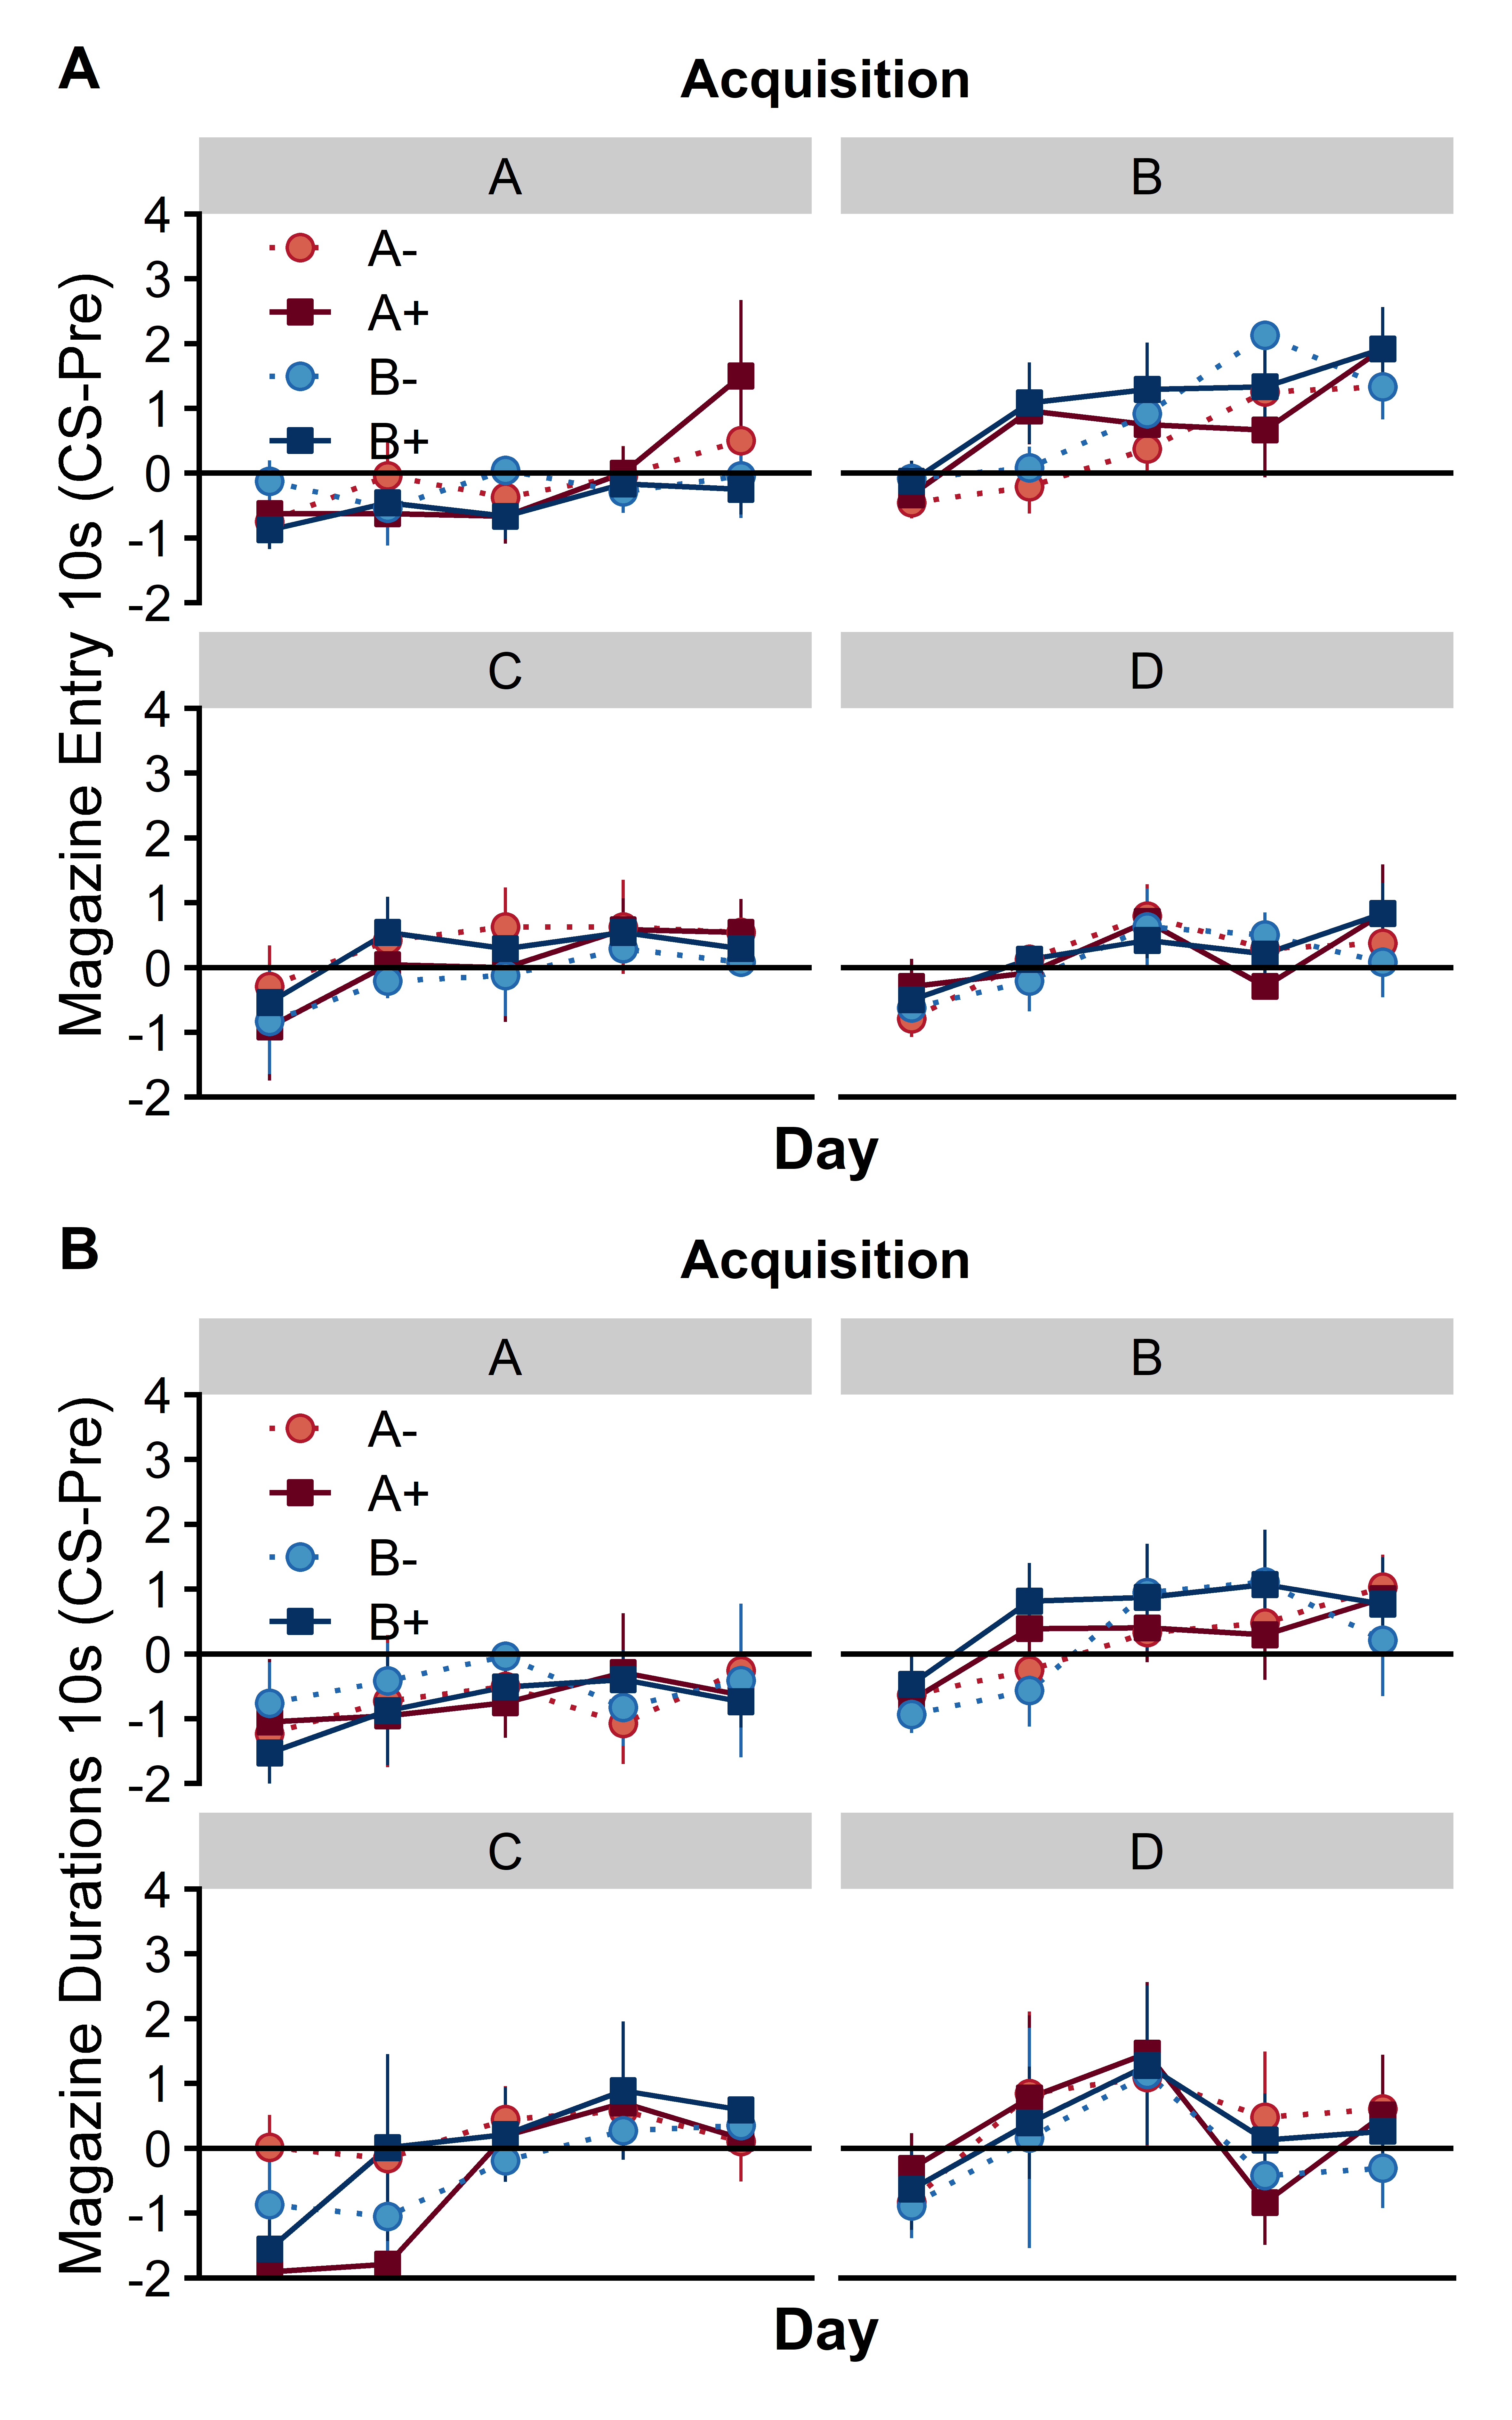 A
Acquisition
A
B
4
3
2
1
0
-1
-2
A-
A+
B-
B+
Magazine Entry 10s (CS-Pre)
C
D
4
3
2
1
0
-1
-2
Day
B
Acquisition
A
B
4
3
2
1
0
-1
-2
A-
A+
B-
B+
Magazine Durations 10s (CS-Pre)
C
D
4
3
2
1
0
-1
-2
Day